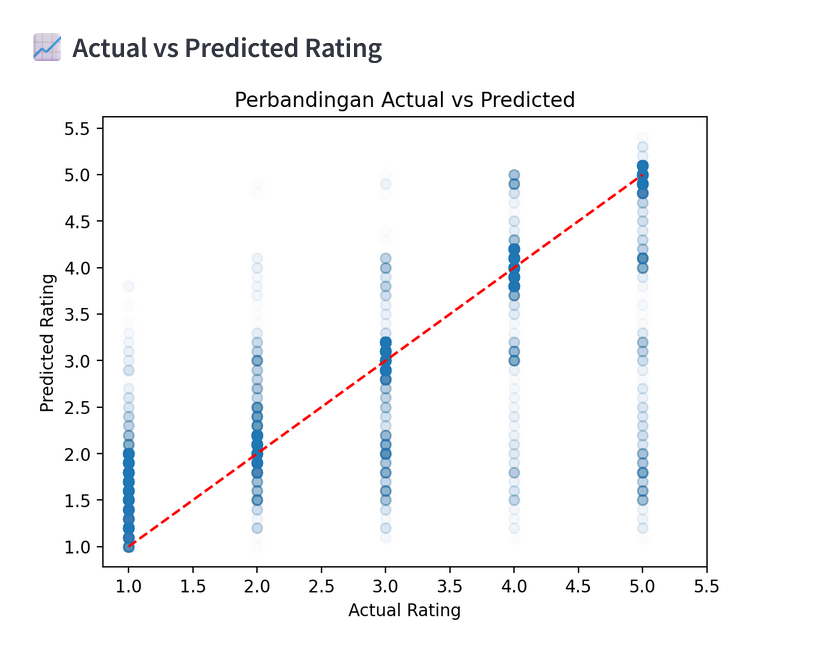 Actual vs Predicted Rating
Perbandingan Actual vs Predicted
5.5
5.0
4.5
4.0
3.5
3.0
2.5
2.0
1.5
1.0
Predicted Rating
1.0 1.5 2.0 2.5 3.0 3.5 4.0 4.5 5.0 5.5
Actual Rating